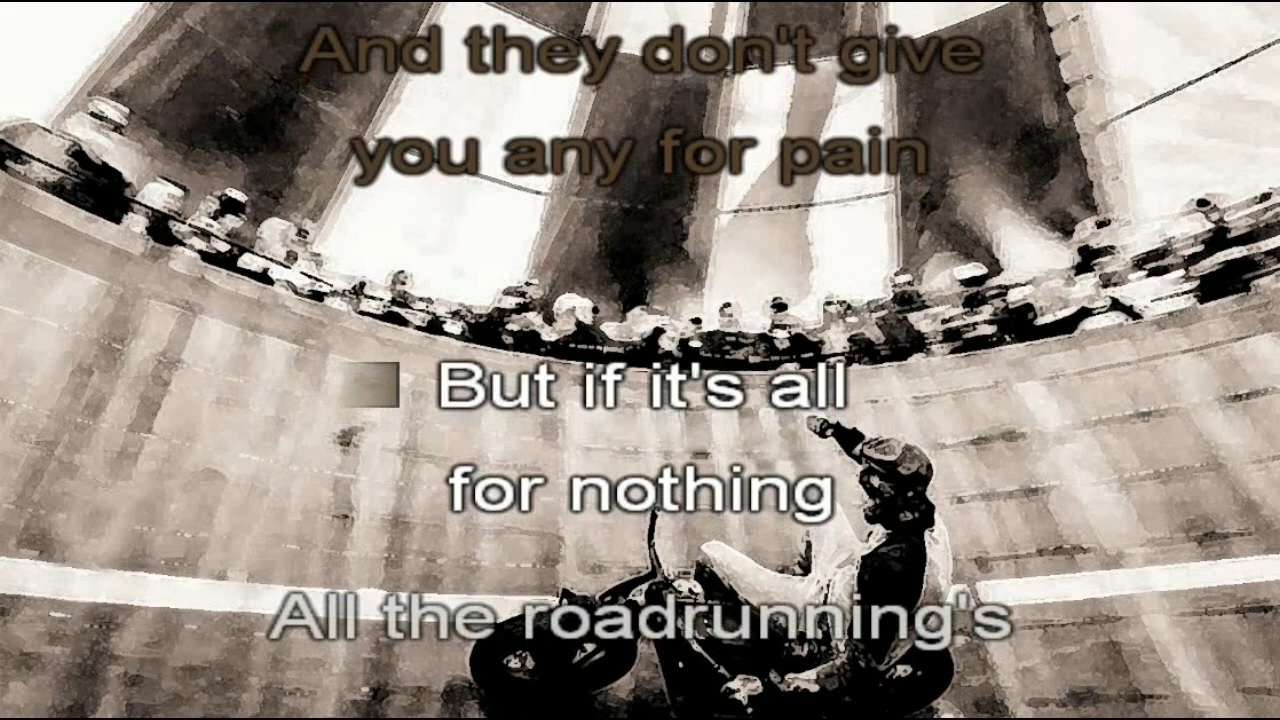 And they don't give
you any for pain
But if it's all
for nothing
All the roadrunning's